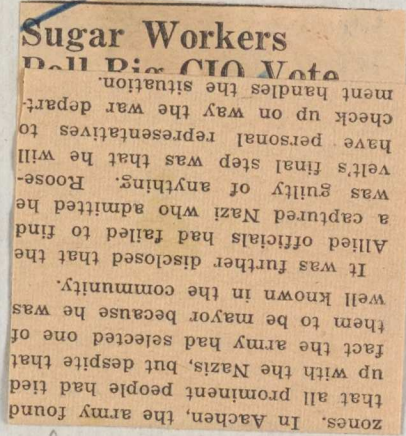 Sugar Workers
Big CIO Vote
zones. In Aachen, the army found
that all prominent people had tied
up with the Nazis, but despite that
fact the army had selected one of
them to be mayor because he was
well known in the community.
It was further disclosed that the
Allied officials had failed to find
a captured Nazi who admitted he
was guilty of anything. Roose-
velt's final step was that he will
have personal representatives to
check up on way the war depart-
ment handles the situation.